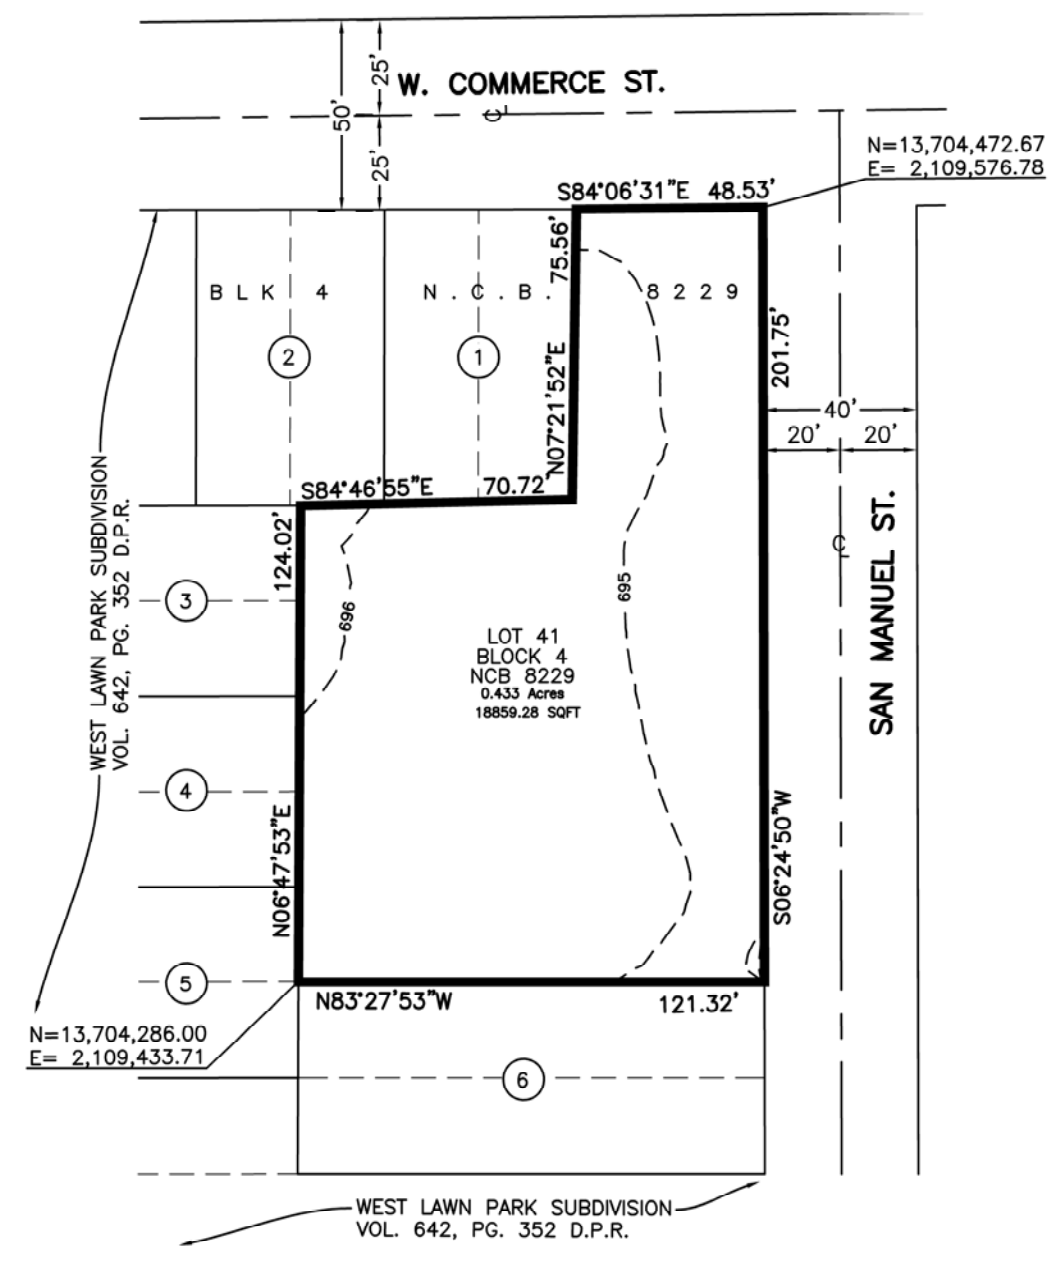 W. COMMERCE ST.
25'
50'
25'
N=13,704,472.67
E= 2,109,576.78
S84°06'31"E 48.53'
BLK 4 N.C.B. 8229
75.56'
N07°21'52"E
2
1
201.75'
40'
20' 20'
S84°46'55"E 70.72'
124.02'
WEST LAWN PARK SUBDIVISION
VOL. 642, PG. 352 D.P.R.
SAN MANUEL ST.
3
696
695
LOT 41
BLOCK 4
NCB 8229
0.433 Acres
18859.28 SQFT
4
N06°47'53"E
S06°24'50"W
5
N83°27'53"W 121.32'
N=13,704,286.00
E= 2,109,433.71
6
WEST LAWN PARK SUBDIVISION
VOL. 642, PG. 352 D.P.R.